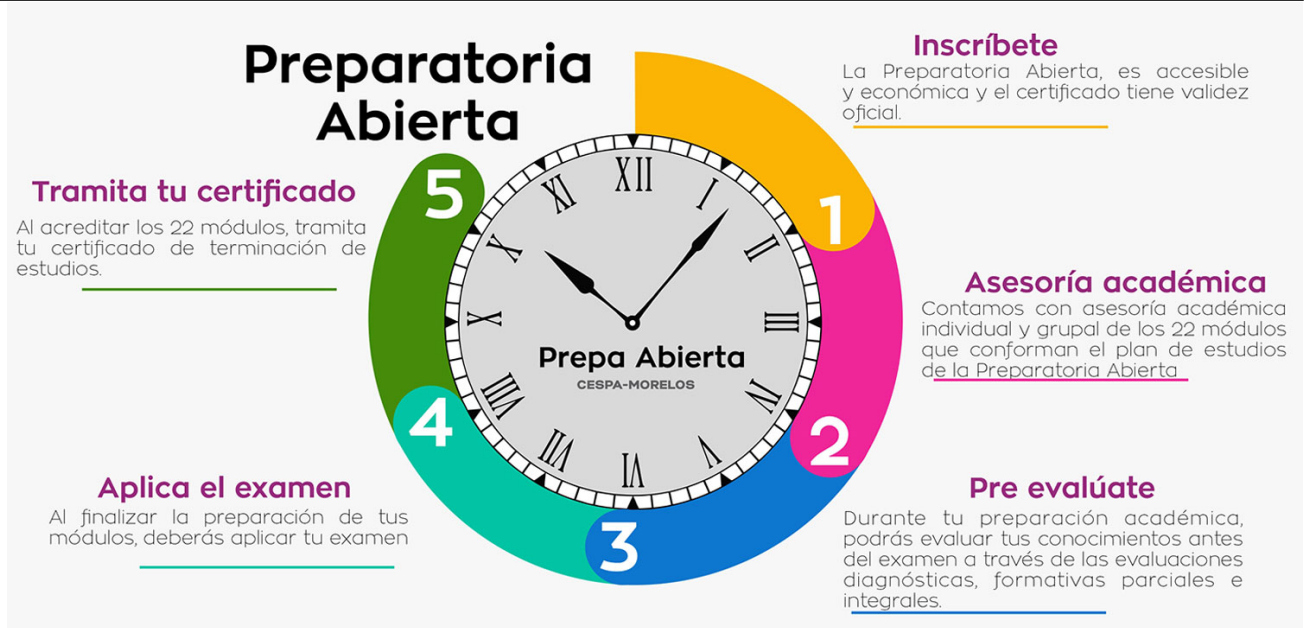 Preparatoria
Abierta
Inscríbete
La Preparatoria Abierta, es accesible
y económica y el certificado tiene validez
oficial.
1
Asesoría académica
Contamos con asesoría académica
individual y grupal de los 22 módulos
que conforman el plan de estudios
de la Preparatoria Abierta
2
Pre evalúate
Durante tu preparación académica,
podrás evaluar tus conocimientos antes
del examen a través de las evaluaciones
diagnósticas, formativas parciales e
integrales.
3
Aplica el examen
Al finalizar la preparación de tus
módulos, deberás aplicar tu examen
4
Tramita tu certificado
Al acreditar los 22 módulos, tramita
tu certificado de terminación de
estudios.
5
XII
I
II
III
IV
V
VI
VII
VIII
X
X
XI
Prepa Abierta
CESPA-MORELOS